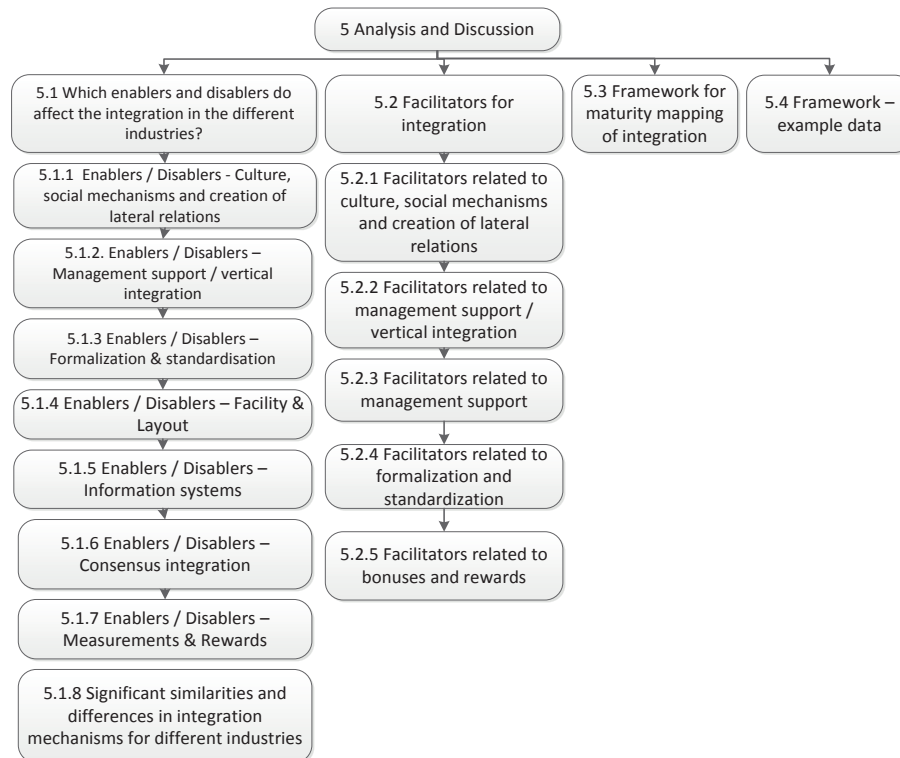 5 Analysis and Discussion
5.1 Which enablers and disablers do
affect the integration in the different
industries?
5.1.1  Enablers / Disablers - Culture,
social mechanisms and creation of
lateral relations
5.1.2. Enablers / Disablers –
Management support / vertical
integration
5.1.3 Enablers / Disablers –
Formalization & standardisation
5.1.4 Enablers / Disablers – Facility &
Layout
5.1.5 Enablers / Disablers –
Information systems
5.1.6 Enablers / Disablers –
Consensus integration
5.1.7 Enablers / Disablers –
Measurements & Rewards
5.1.8 Significant similarities and
differences in integration
mechanisms for different industries
5.2 Facilitators for
integration
5.2.1 Facilitators related to
culture, social mechanisms
and creation of lateral
relations
5.2.2 Facilitators related to
management support /
vertical integration
5.2.3 Facilitators related to
management support
5.2.4 Facilitators related to
formalization and
standardization
5.2.5 Facilitators related to
bonuses and rewards
5.3 Framework for
maturity mapping
of integration
5.4 Framework –
example data